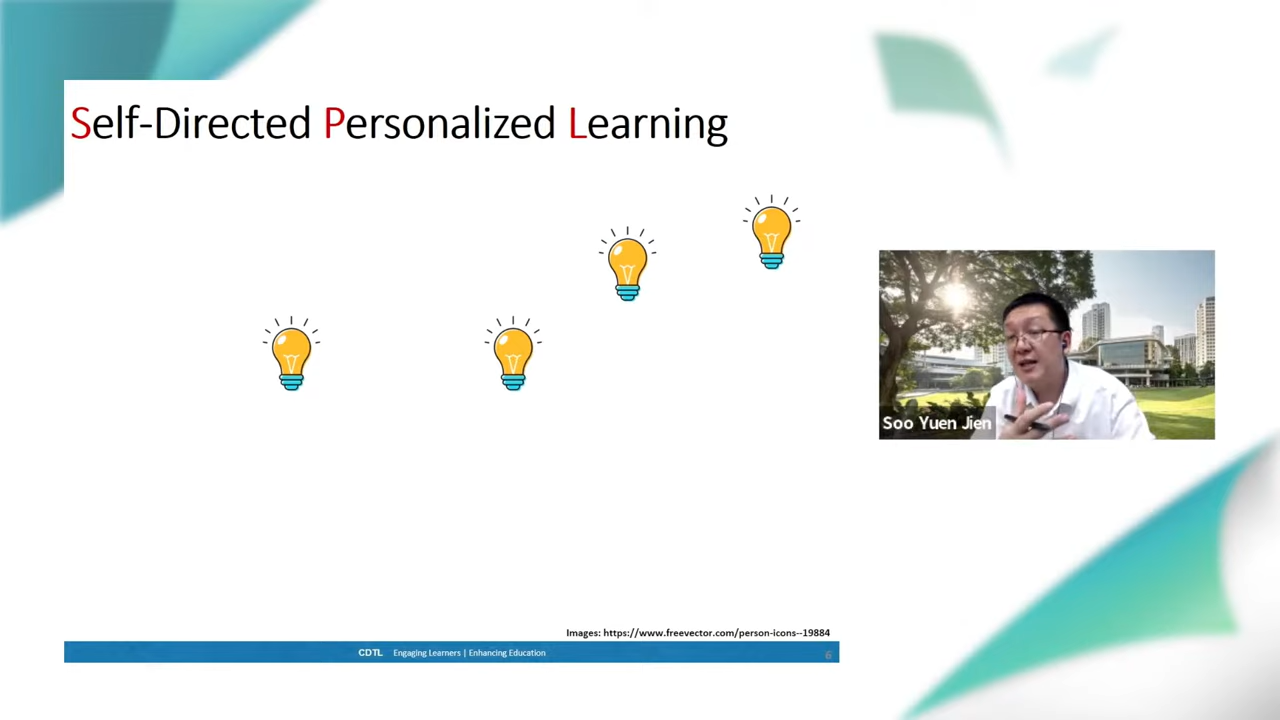 Self-Directed Personalized Learning
Soo Yuen Jien
Images: https://www.freevector.com/person-icons--19884
CDTL Engaging Learners | Enhancing Education
6